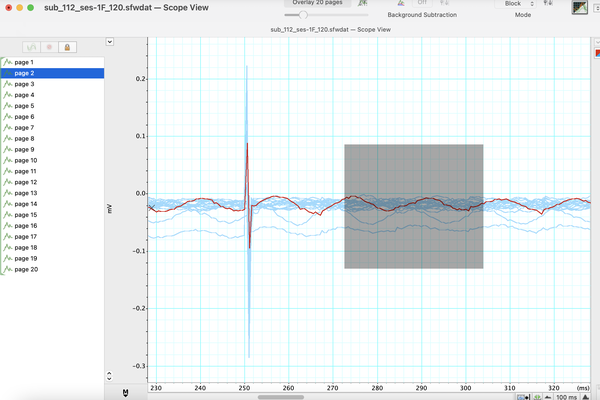 sub_112_ses-1F_120.sfwdat — Scope View
Overlay 20 pages
Off
Block
Background Subtraction
Mode
sub_112_ses-1F_120.sfwdat — Scope View
page 1
page 2
page 3
page 4
page 5
page 6
page 7
page 8
page 9
page 10
page 11
page 12
page 13
page 14
page 15
page 16
page 17
page 18
page 19
page 20
0.2
0.1
0.0
-0.1
-0.2
-0.3
mV
230 240 250 260 270 280 290 300 310 320 (ms)
100 ms